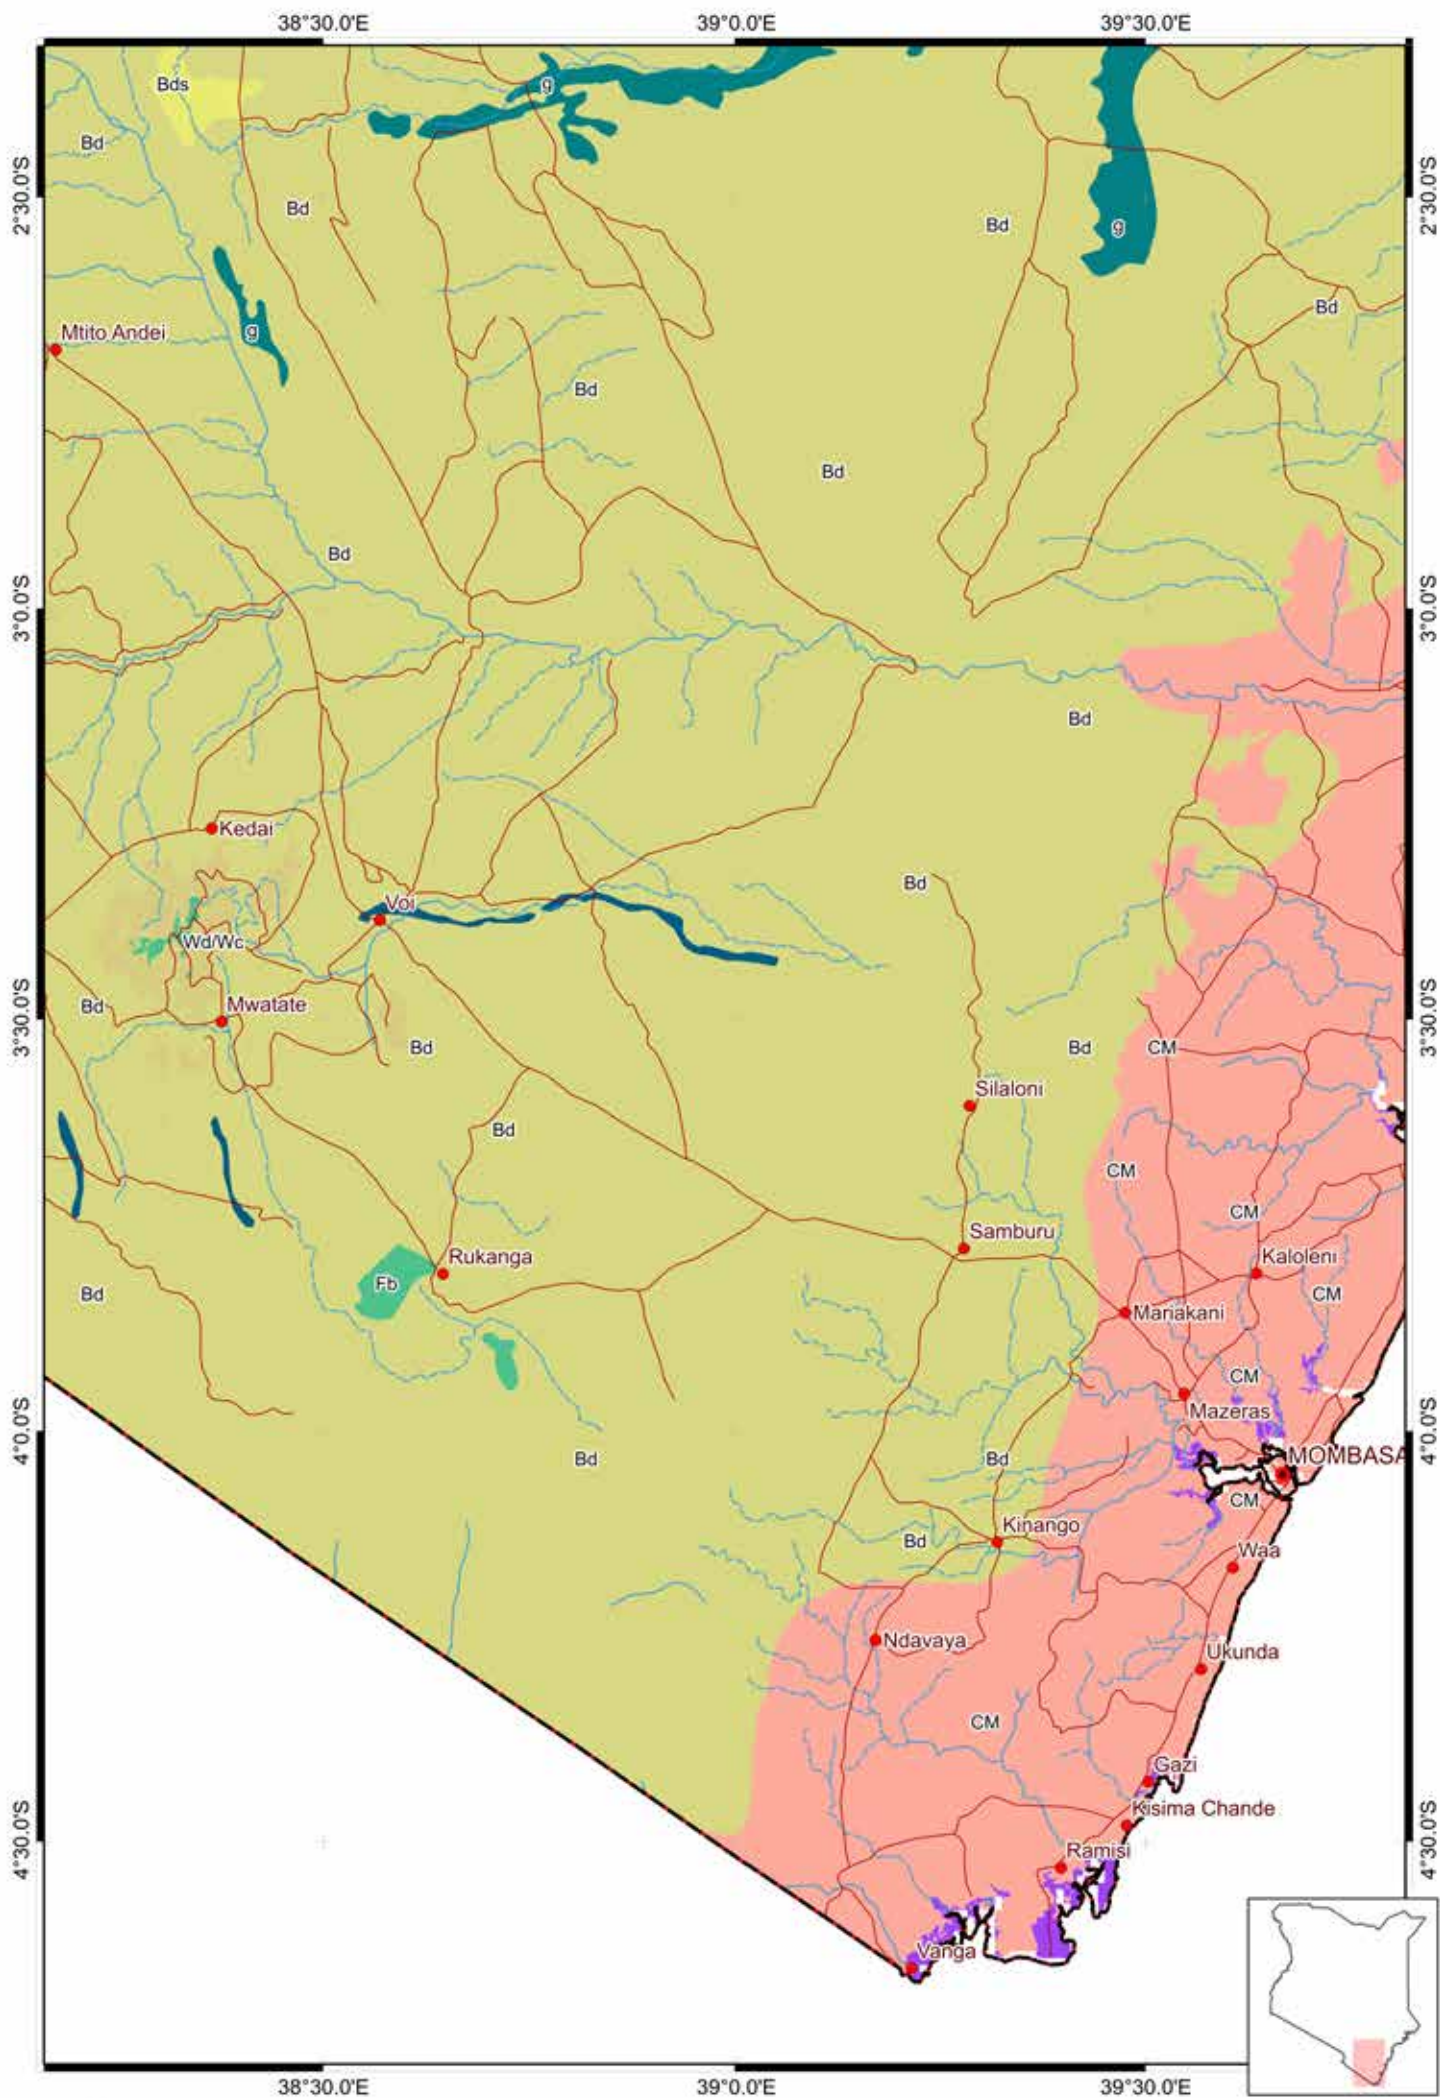 38°30.0'E
39°0.0'E
39°30.0'E
Bds
g
Bd
2°30.0'S
2°30.0'S
Bd
Bd
g
Bd
g
Mtito Andei
Bd
Bd
Bd
3°0.0'S
3°0.0'S
Bd
Kedai
Bd
Voi
Wd/Wc
Bd
Mwatate
3°30.0'S
3°30.0'S
Bd
Bd
CM
Silaloni
Bd
CM
CM
Samburu
Rukanga
Kaloleni
Fb
Bd
CM
Mariakani
CM
Mazeras
4°0.0'S
4°0.0'S
Bd
Bd
MOMBASA
CM
Kinango
Bd
Waa
Ndavaya
Ukunda
CM
Gazi
Kisima Chande
4°30.0'S
4°30.0'S
Ramisi
Vanga
38°30.0'E
39°0.0'E
39°30.0'E